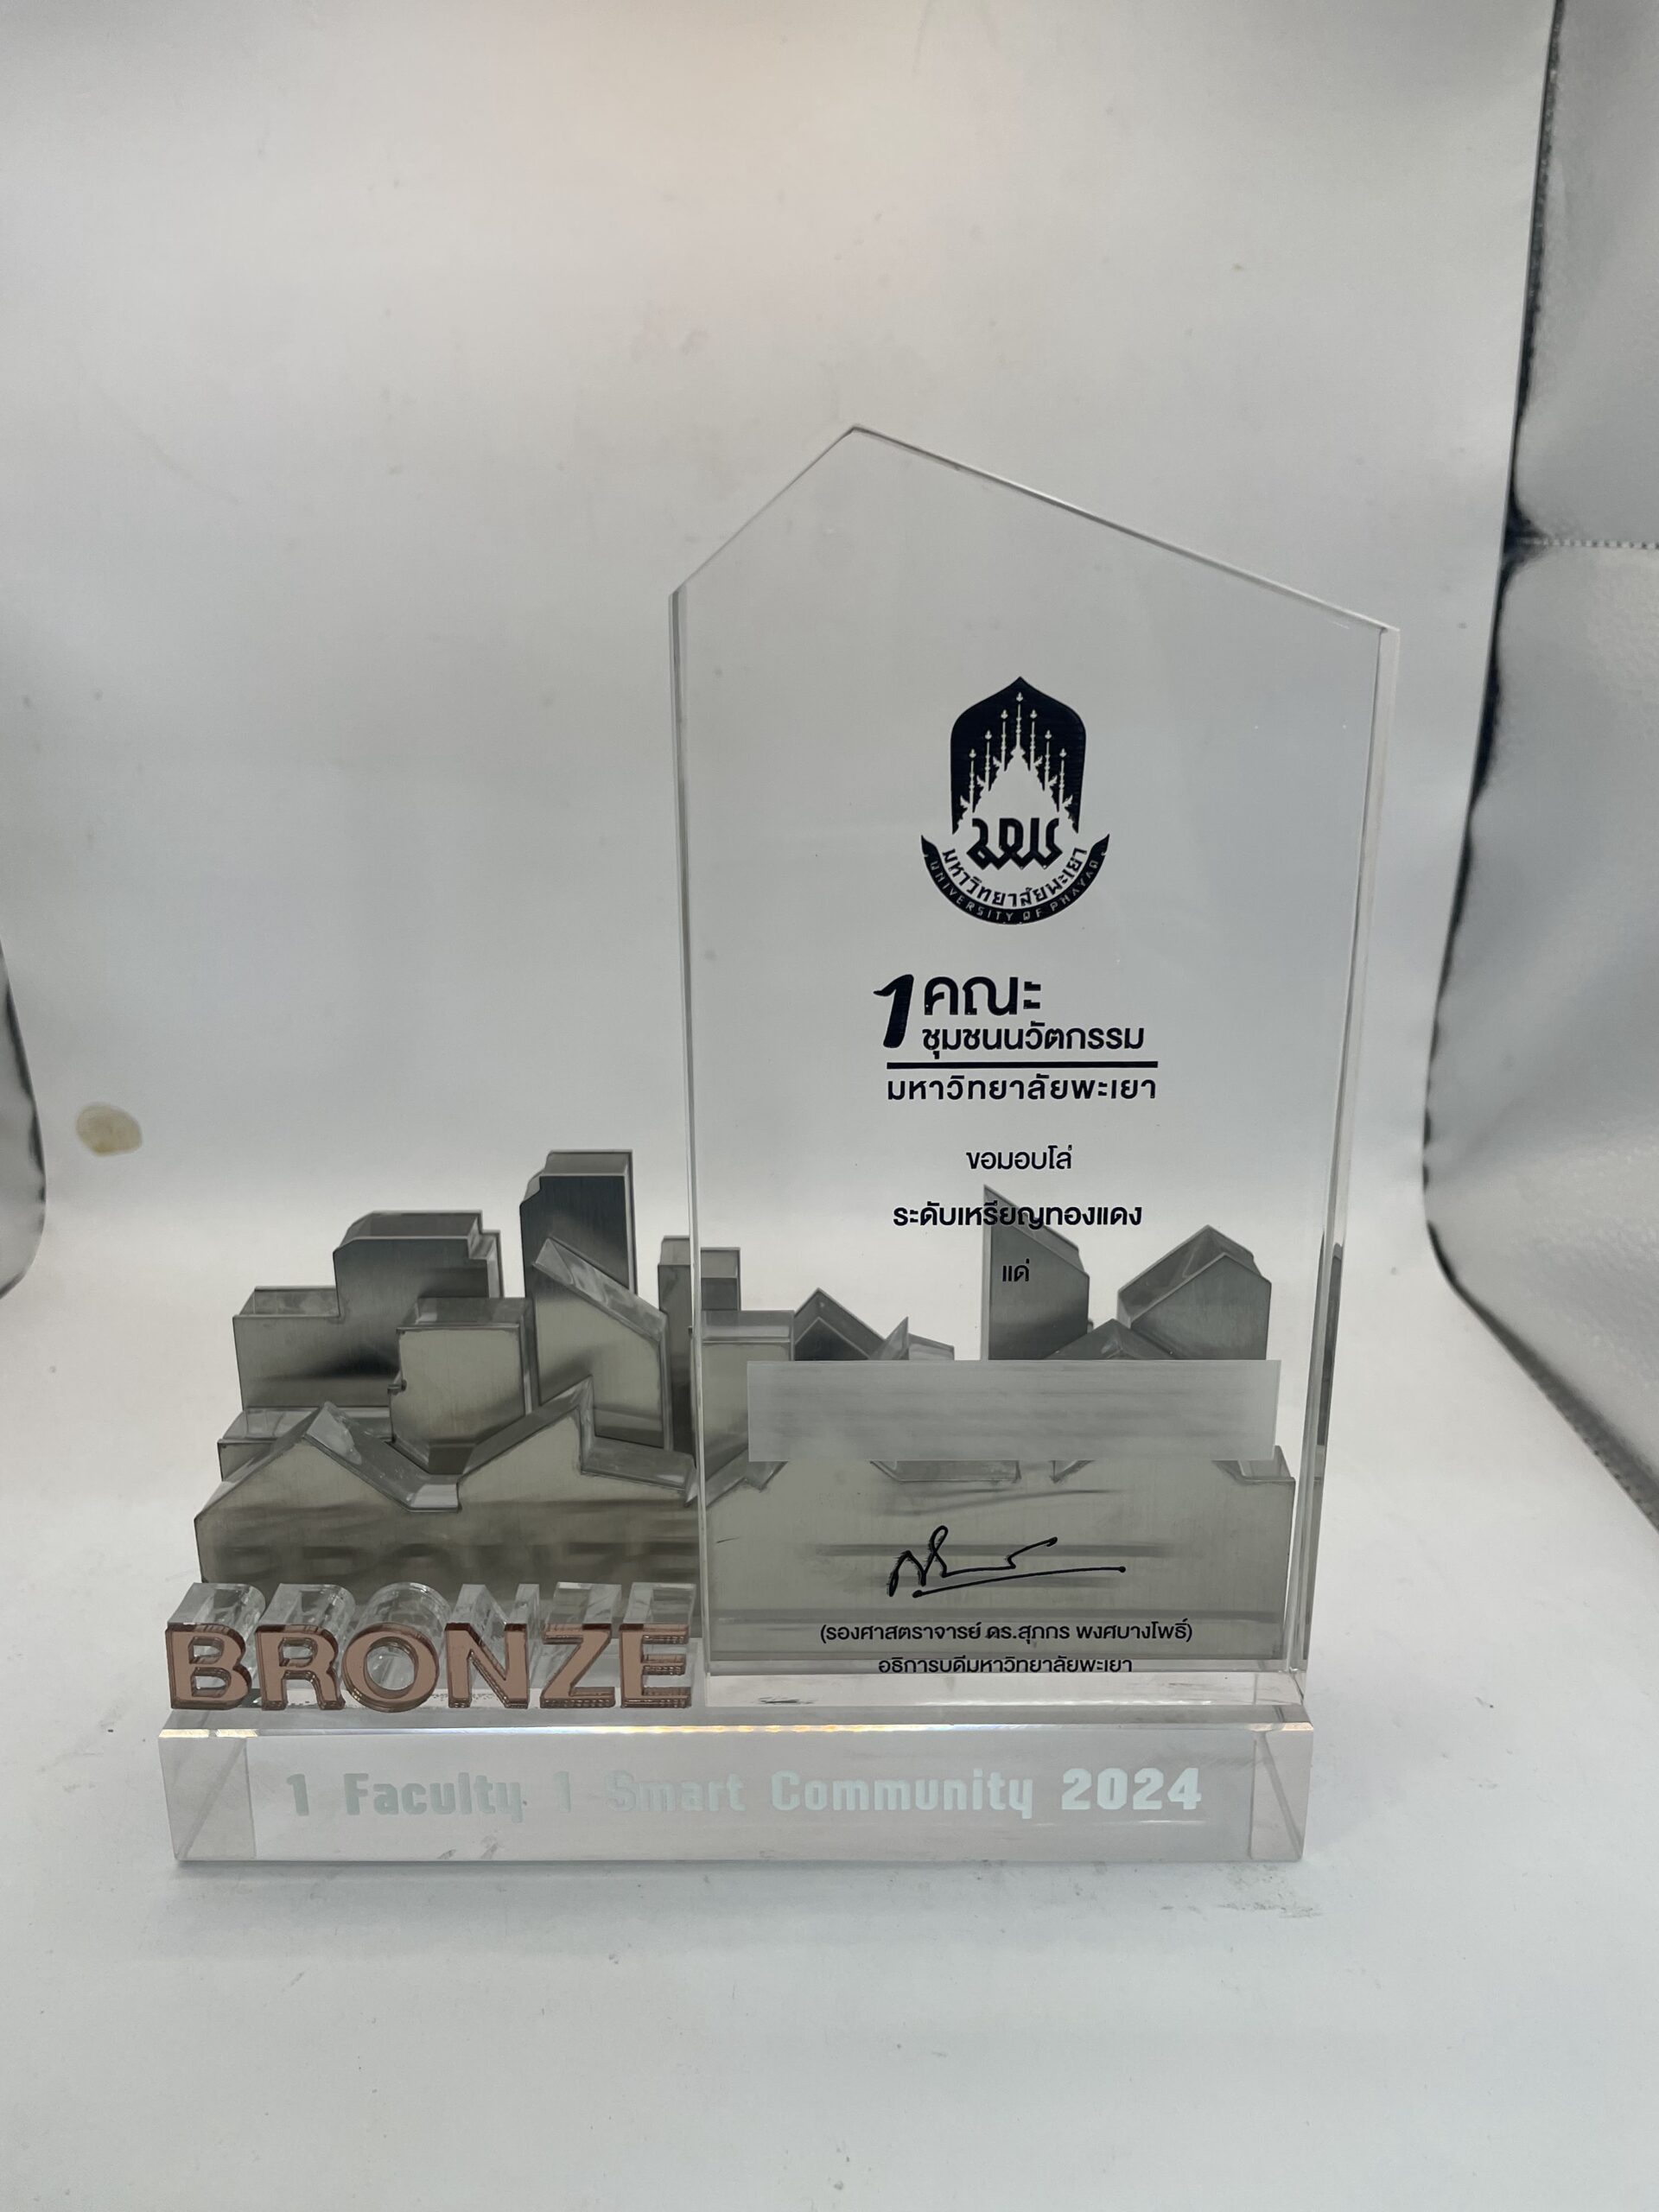 มพย
มหาวิทยาลัยพะเยา
UNIVERSITY OF PHAYAO
1 คณะ
ชุมชนนวัตกรรม
มหาวิทยาลัยพะเยา
ขอมอบโล่
ระดับเหรียญทองแดง
แด่
(รองศาสตราจารย์ ดร.สุภกร พงศบางโพธิ์)
อธิการบดีมหาวิทยาลัยพะเยา
BRONZE
1 Faculty 1 Smart Community 2024